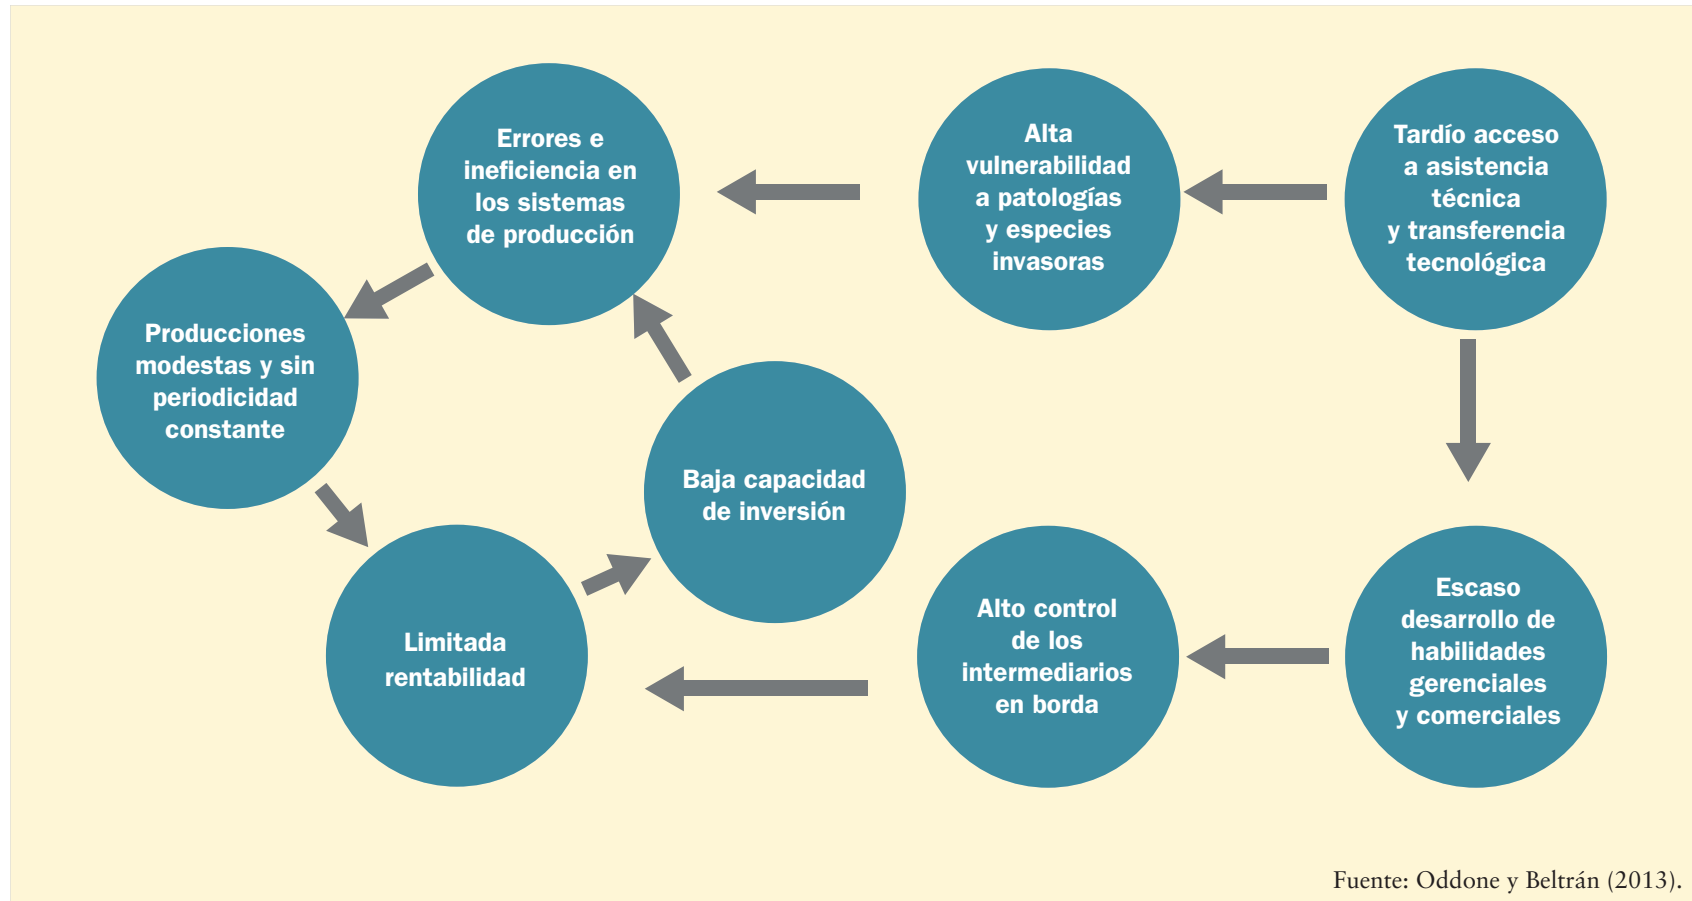 Errores e
ineficiencia en
los sistemas
de producción
Alta
vulnerabilidad
a patologías
y especies
invasoras
Tardío acceso
a asistencia
técnica
y transferencia
tecnológica
Producciones
modestas y sin
periodicidad
constante
Baja capacidad
de inversión
Limitada
rentabilidad
Alto control
de los
intermediarios
en borda
Escaso
desarrollo de
habilidades
gerenciales
y comerciales
Fuente: Oddone y Beltrán (2013).